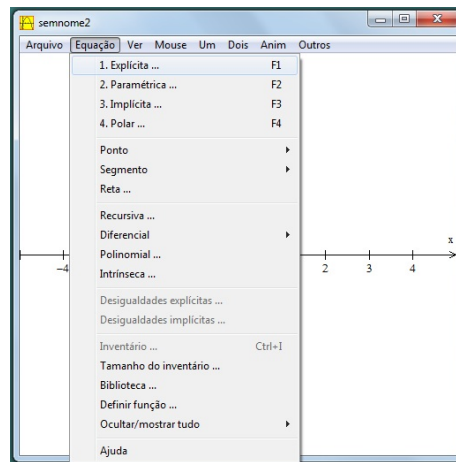 semnome2
Arquivo Equação Ver Mouse Um Dois Anim Outros
1. Explícita ... F1
2. Paramétrica ... F2
3. Implícita ... F3
4. Polar ... F4
Ponto
Segmento
Reta ...
Recursiva ...
Diferencial
Polinomial ...
Intrínseca ...
Desigualdades explícitas ...
Desigualdades implícitas ...
Inventário ... Ctrl+I
Tamanho do inventário ...
Biblioteca ...
Definir função ...
Ocultar/mostrar tudo
Ajuda
x
-4 2 3 4